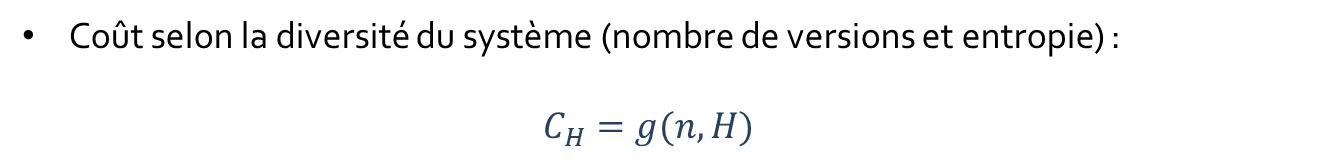 • Coût selon la diversité du système (nombre de versions et entropie) :
C_H = g(n, H)